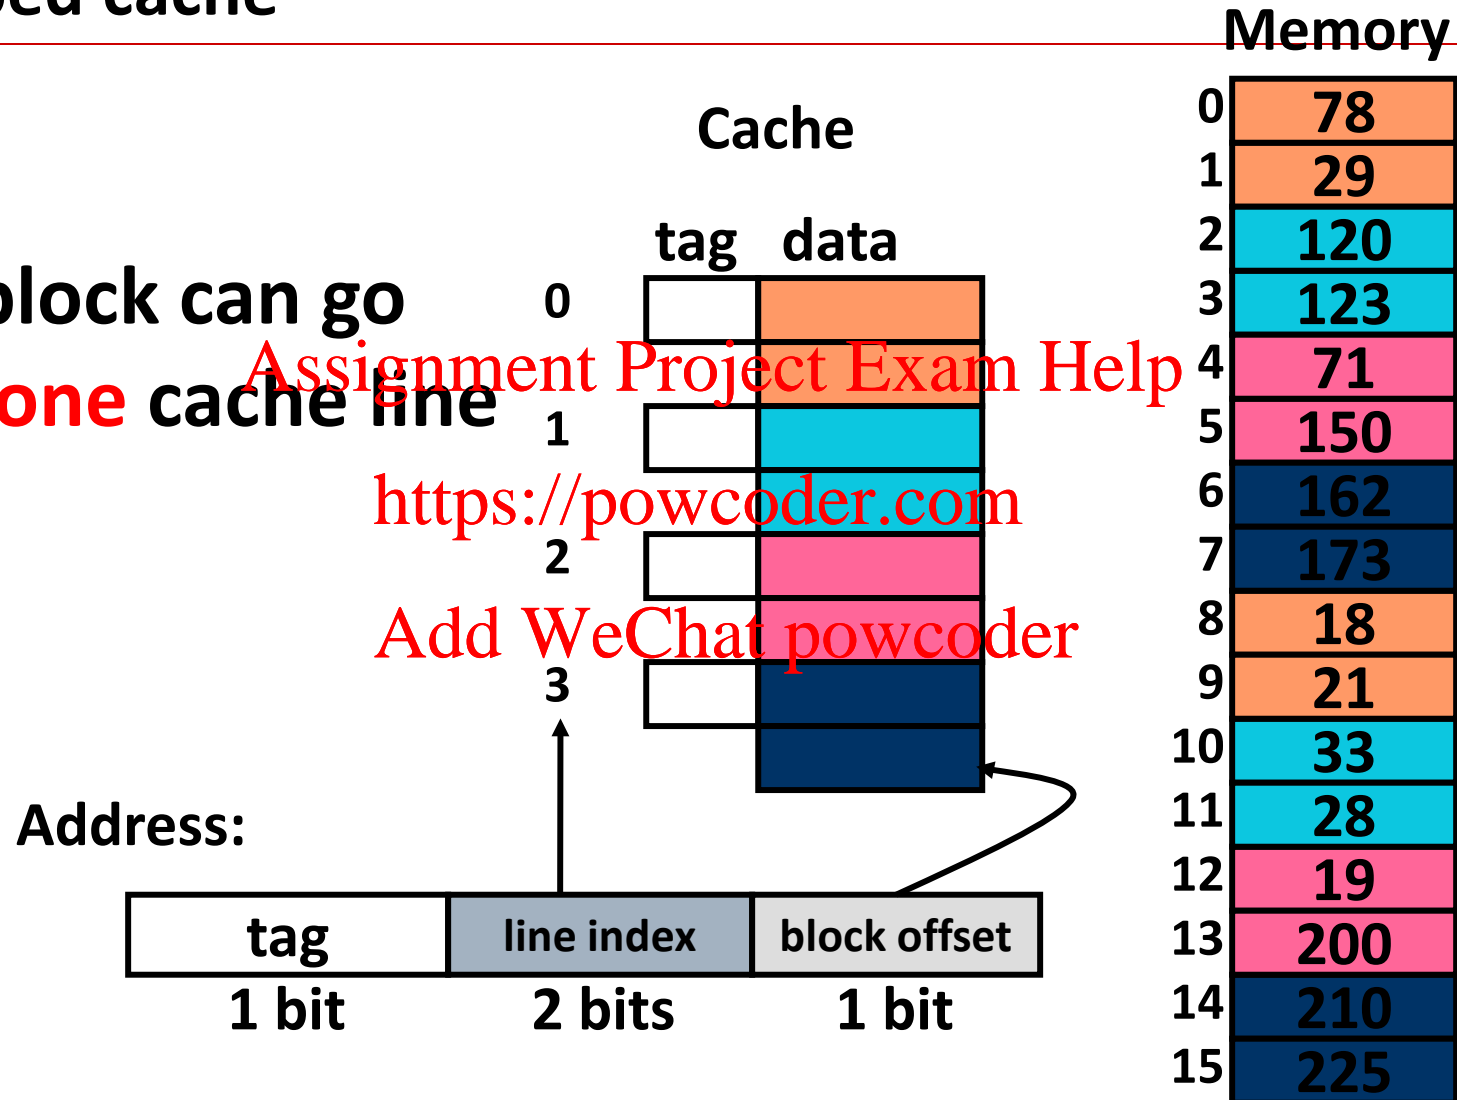 Memory
Cache
tag data
block can go
one cache line
0
1
2
3
Assignment Project Exam Help
https://powcoder.com
Add WeChat powcoder
Address:
tag line index block offset
1 bit 2 bits 1 bit
0 78
1 29
2 120
3 123
4 71
5 150
6 162
7 173
8 18
9 21
10 33
11 28
12 19
13 200
14 210
15 225